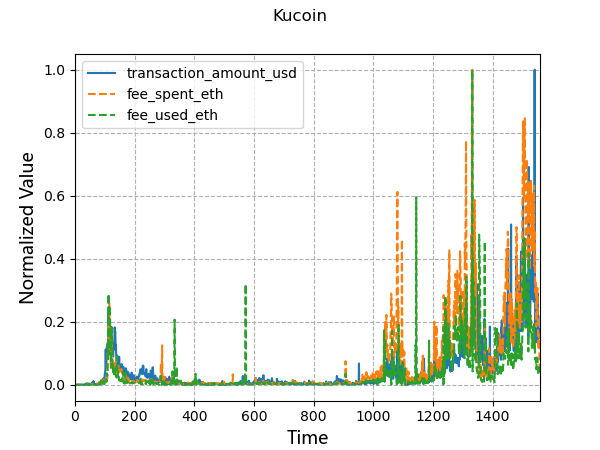 Kucoin
transaction_amount_usd
fee_spent_eth
fee_used_eth
Normalized Value
1.0
0.8
0.6
0.4
0.2
0.0
0 200 400 600 800 1000 1200 1400
Time